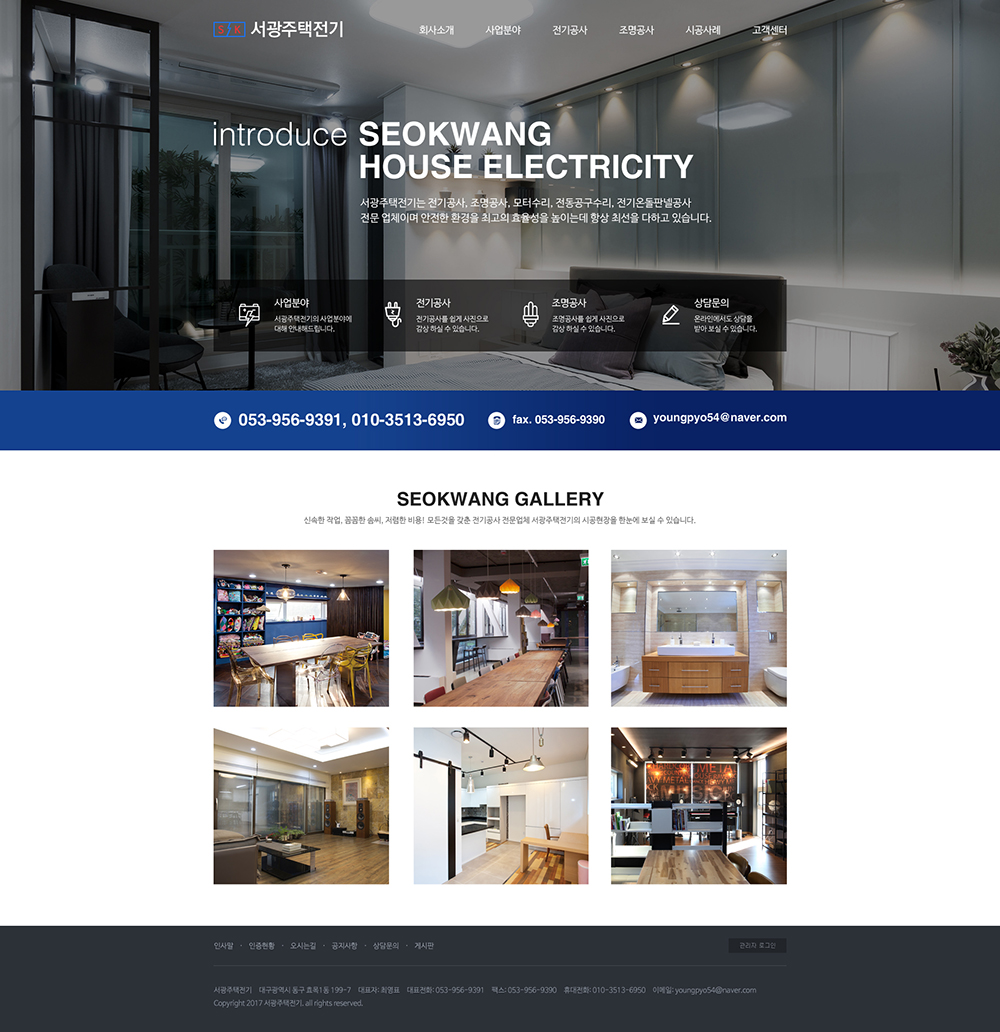 SK 서광주택전기
회사소개 사업분야 전기공사 조명공사 시공사례 고객센터
introduce SEOKWANG
HOUSE ELECTRICITY
서광주택전기는 전기공사, 조명공사, 모터수리, 전동공구수리, 전기온돌판넬공사
전문 업체이며 안전한 환경을 최고의 효율성을 높이는데 항상 최선을 다하고 있습니다.
사업분야
서광주택전기의 사업분야에
대해 안내해드립니다.
전기공사
전기공사를 쉽게 사진으로
감상 하실 수 있습니다.
조명공사
조명공사를 쉽게 사진으로
감상 하실 수 있습니다.
상담문의
온라인에서도 상담을
받아 보실 수 있습니다.
053-956-9391, 010-3513-6950
fax. 053-956-9390
youngpyo54@naver.com
SEOKWANG GALLERY
신속한 작업, 꼼꼼한 솜씨, 저렴한 비용! 모든것을 갖춘 전기공사 전문업체 서광주택전기의 시공현장을 한눈에 보실 수 있습니다.
METAL
인사말 · 인증현황 · 오시는길 · 공지사항 · 상담문의 · 게시판
관리자 로그인
서광주택전기 대구광역시 동구 효목1동 199-7 대표자: 최영표 대표전화: 053-956-9391 팩스: 053-956-9390 휴대전화: 010-3513-6950 이메일: youngpyo54@naver.com
Copyright 2017 서광주택전기. all rights reserved.